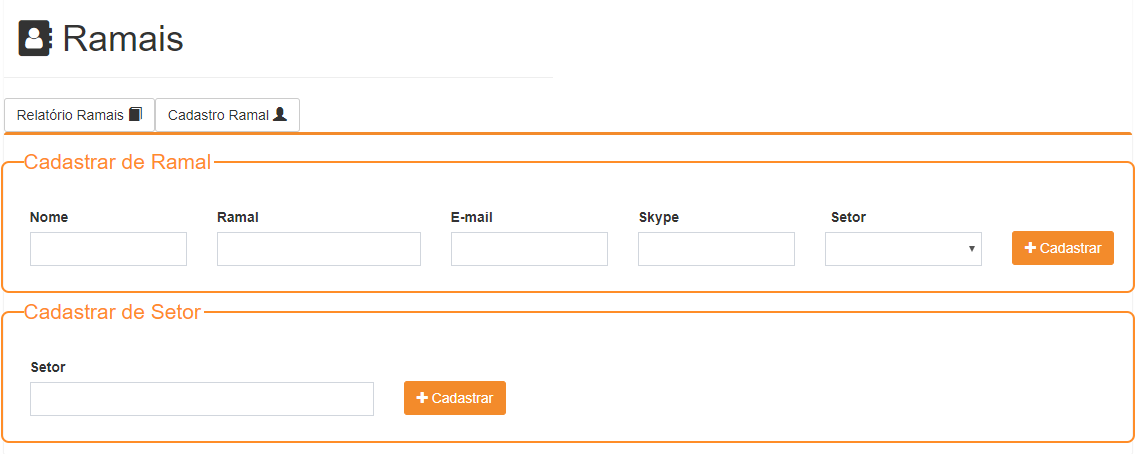 Ramais
Relatório Ramais
Cadastro Ramal
Cadastrar de Ramal
Nome Ramal E-mail Skype Setor
Cadastrar
Cadastrar de Setor
Setor
Cadastrar